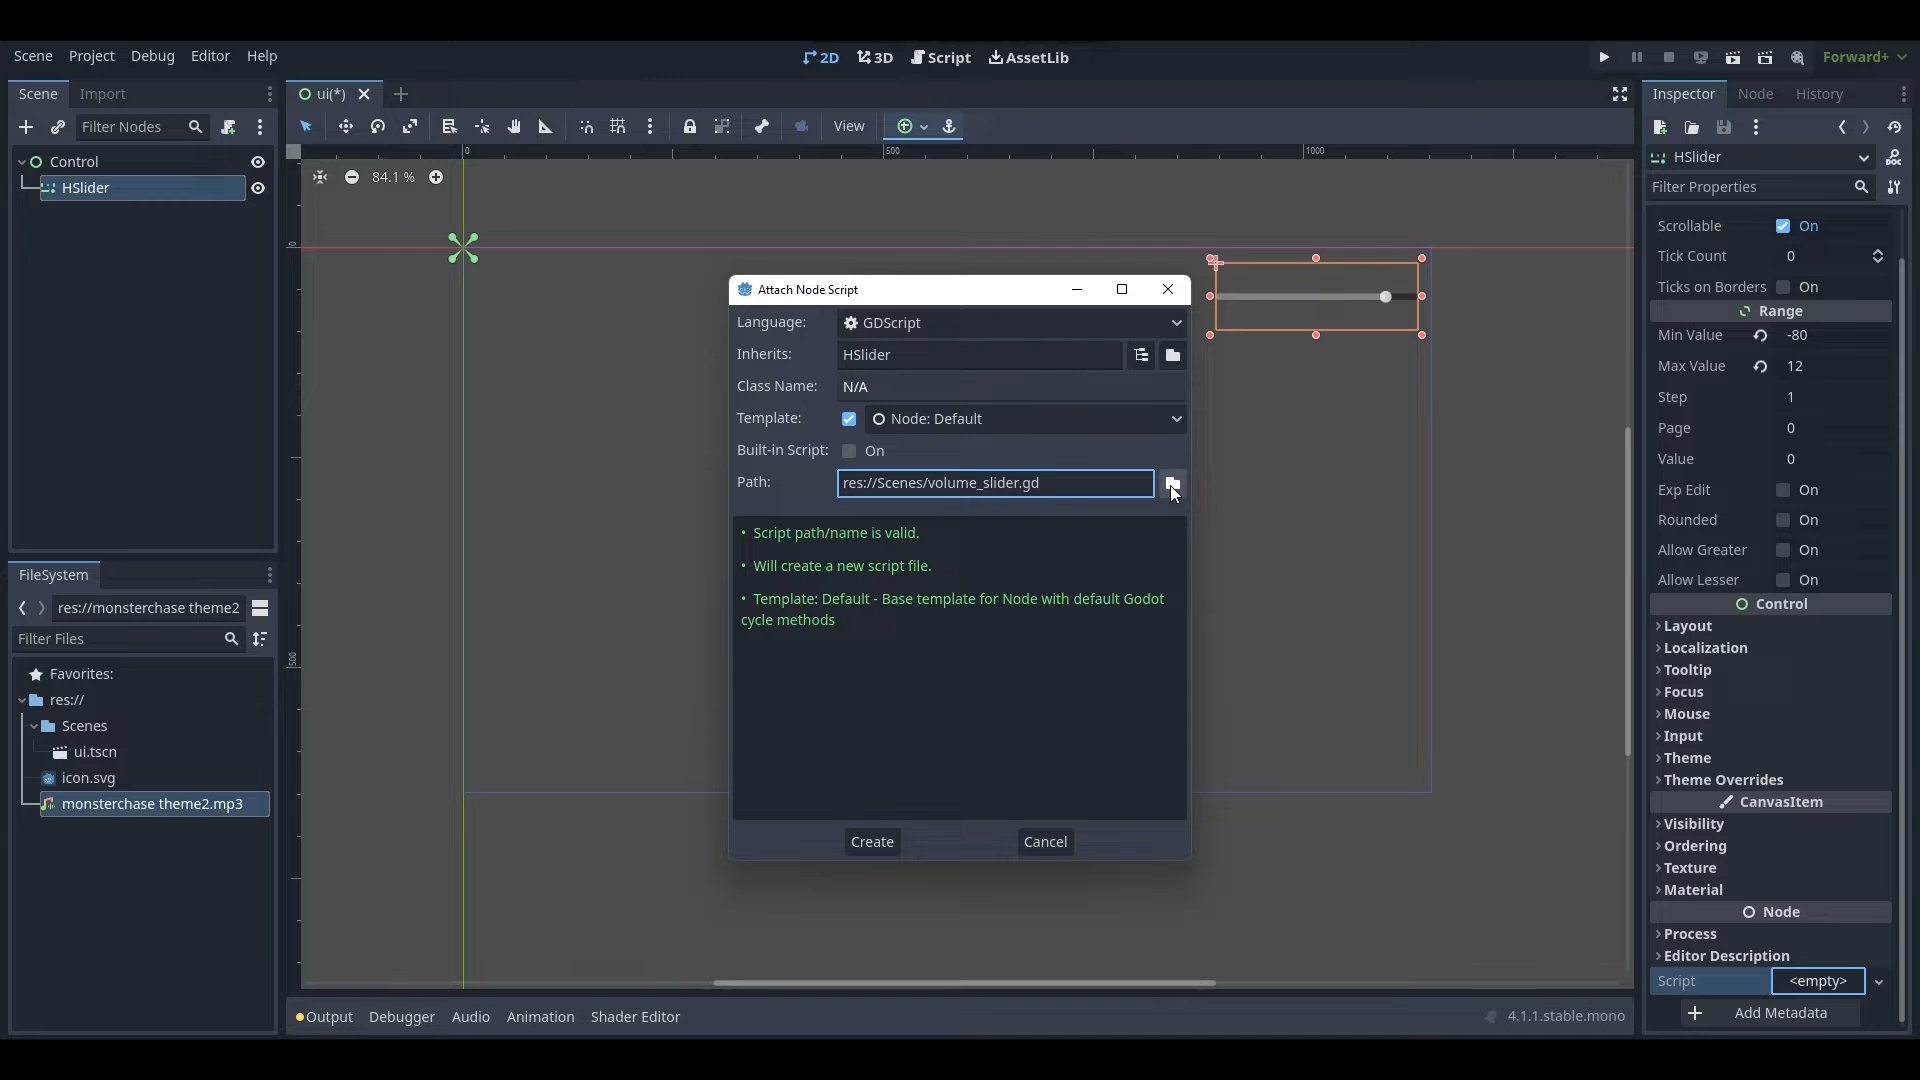 Scene Project Debug Editor Help
2D 3D Script AssetLib
Forward+
Scene Import
Filter Nodes
Control
HSlider
FileSystem
res://monsterchase theme2
Filter Files
Favorites:
res://
Scenes
ui.tscn
icon.svg
monsterchase theme2.mp3
ui(*)
View
0 500 1000
84.1 %
0
500
Attach Node Script
Language: GDScript
Inherits: HSlider
Class Name: N/A
Template: Node: Default
Built-in Script: On
Path: res://Scenes/volume_slider.gd
• Script path/name is valid.
• Will create a new script file.
• Template: Default - Base template for Node with default Godot
cycle methods
Create Cancel
Output Debugger Audio Animation Shader Editor
4.1.1.stable.mono
Inspector Node History
HSlider
Filter Properties
Scrollable On
Tick Count 0
Ticks on Borders On
Range
Min Value -80
Max Value 12
Step 1
Page 0
Value 0
Exp Edit On
Rounded On
Allow Greater On
Allow Lesser On
Control
Layout
Localization
Tooltip
Focus
Mouse
Input
Theme
Theme Overrides
CanvasItem
Visibility
Ordering
Texture
Material
Node
Process
Editor Description
Script <empty>
Add Metadata